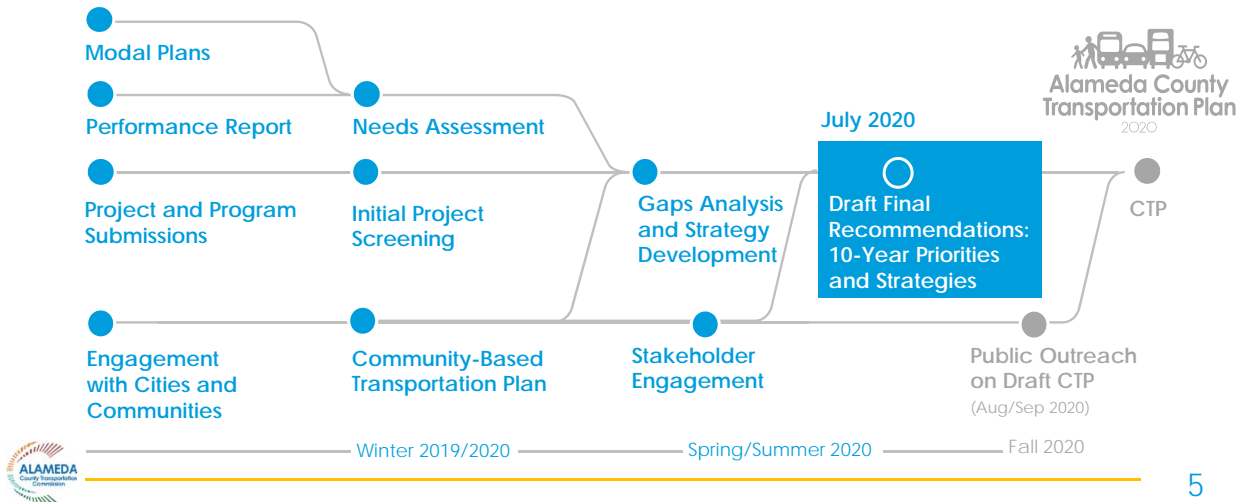 Modal Plans
Performance Report
Needs Assessment
Project and Program
Submissions
Initial Project
Screening
Gaps Analysis
and Strategy
Development
July 2020
Draft Final
Recommendations:
10-Year Priorities
and Strategies
Alameda County
Transportation Plan
2020
CTP
Engagement
with Cities and
Communities
Community-Based
Transportation Plan
Stakeholder
Engagement
Public Outreach
on Draft CTP
(Aug/Sep 2020)
Winter 2019/2020
Spring/Summer 2020
Fall 2020
ALAMEDA
County Transportation
Commission
5